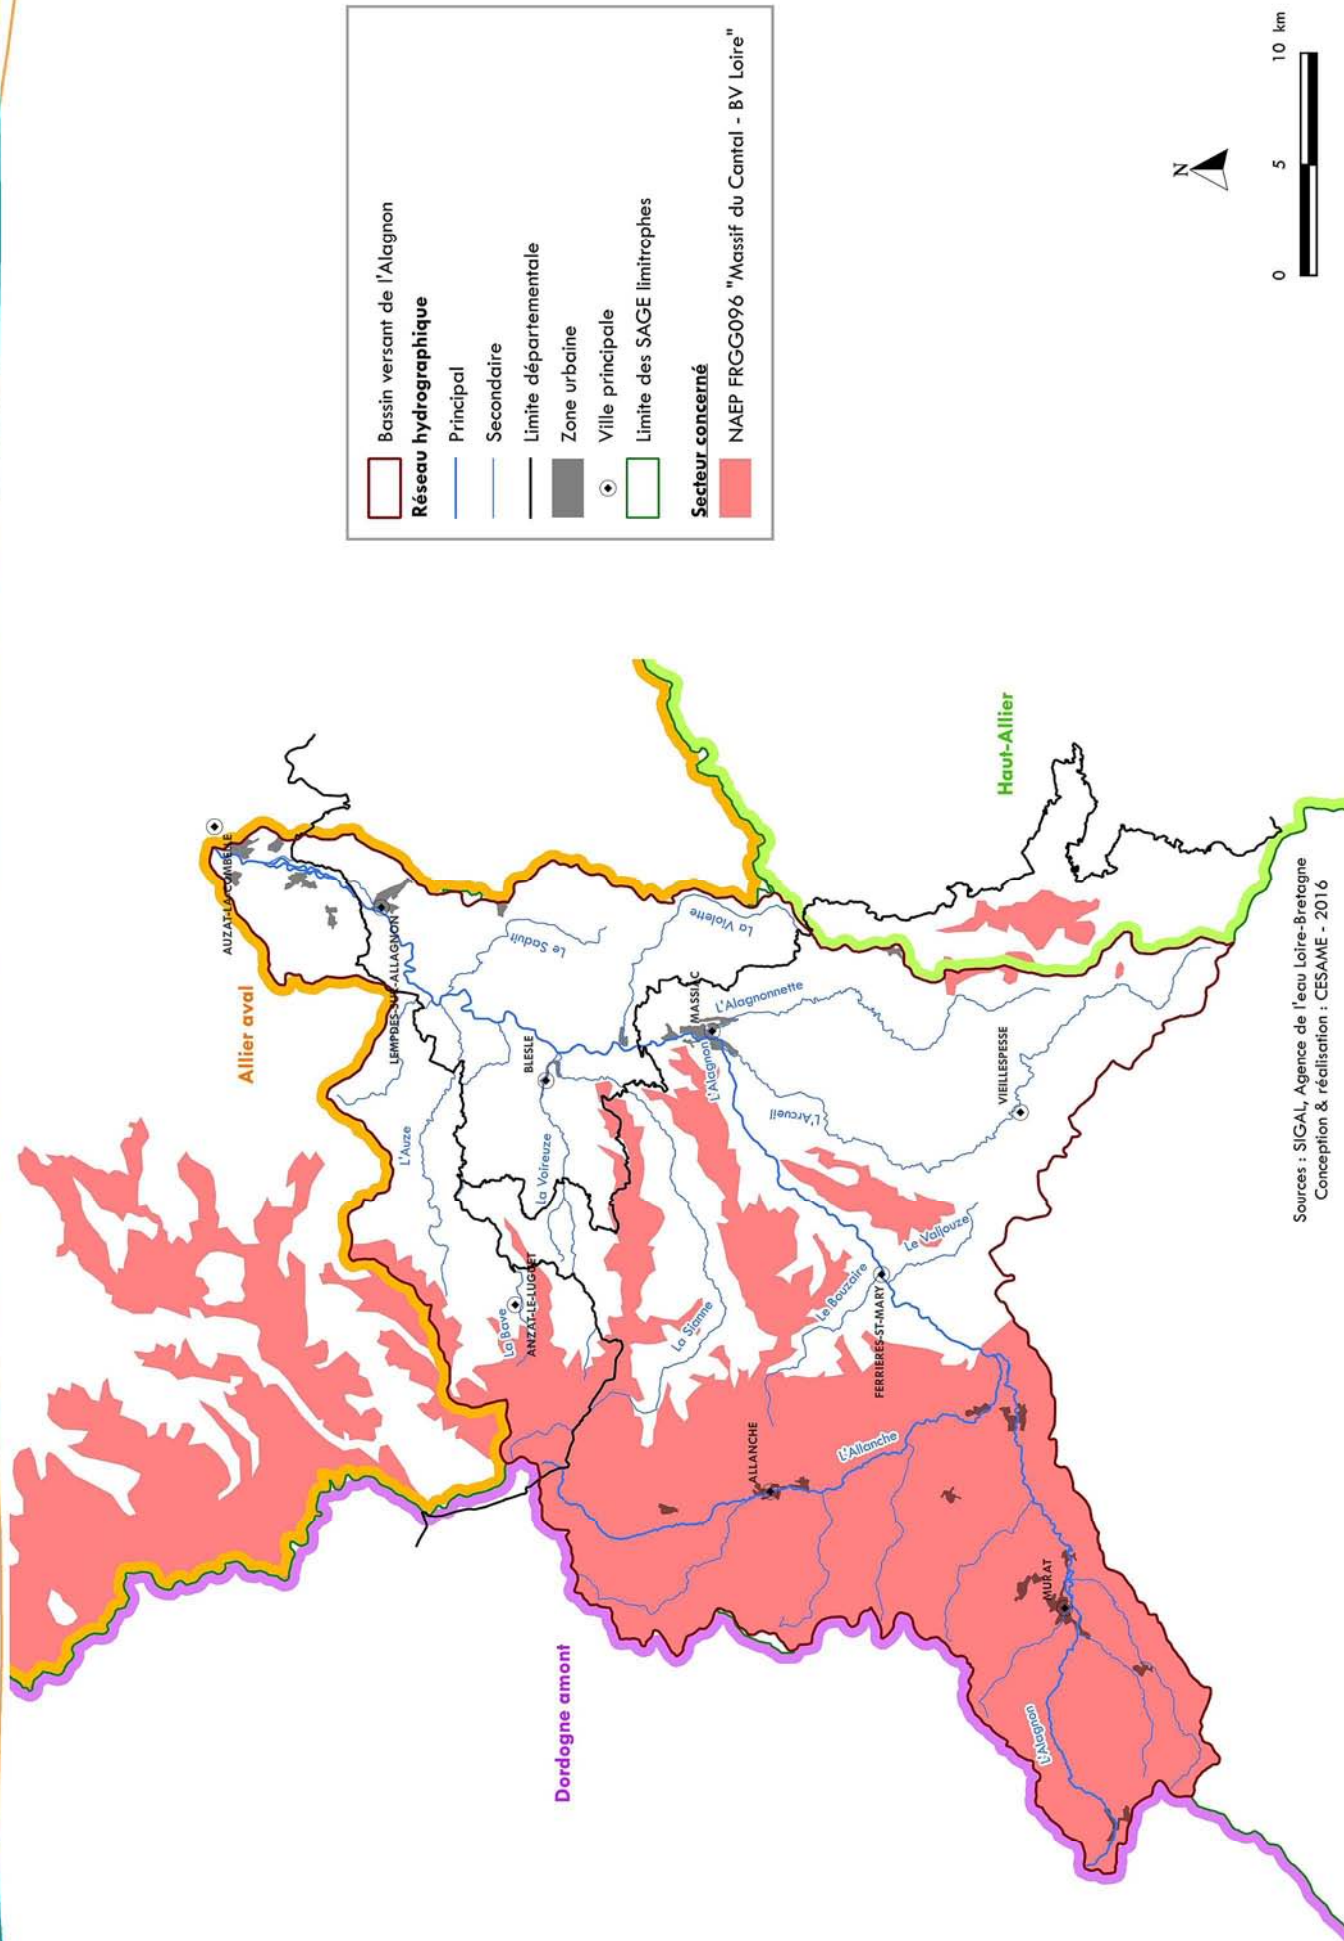 Bassin versant de l'Alagnon
Réseau hydrographique
Principal
Secondaire
Limite départementale
Zone urbaine
Ville principale
Limite des SAGE limitrophes
Secteur concerné
NAEP FRGG096 "Massif du Cantal - BV Loire"
N
0 5 10 km
Allier aval
Dordogne amont
Haut-Allier
AUZAT-LA-COMBELLE
LEMPDES-SUR-ALLAGNON
L'Auze
Le Saduit
BLESLE
La Voireuze
La Bave
ANZAT-LE-LUGUET
La Violette
MASSIAC
L'Alagnonnette
L'Alagnon
La Sianne
L'Arcueil
ALLANCHE
L'Allanche
Le Bouzaire
Le Valjouze
FERRIERES-ST-MARY
VIEILLESPESSE
MURAT
L'Alagnon
Sources : SIGAL, Agence de l'eau Loire-Bretagne
Conception & réalisation : CESAME - 2016